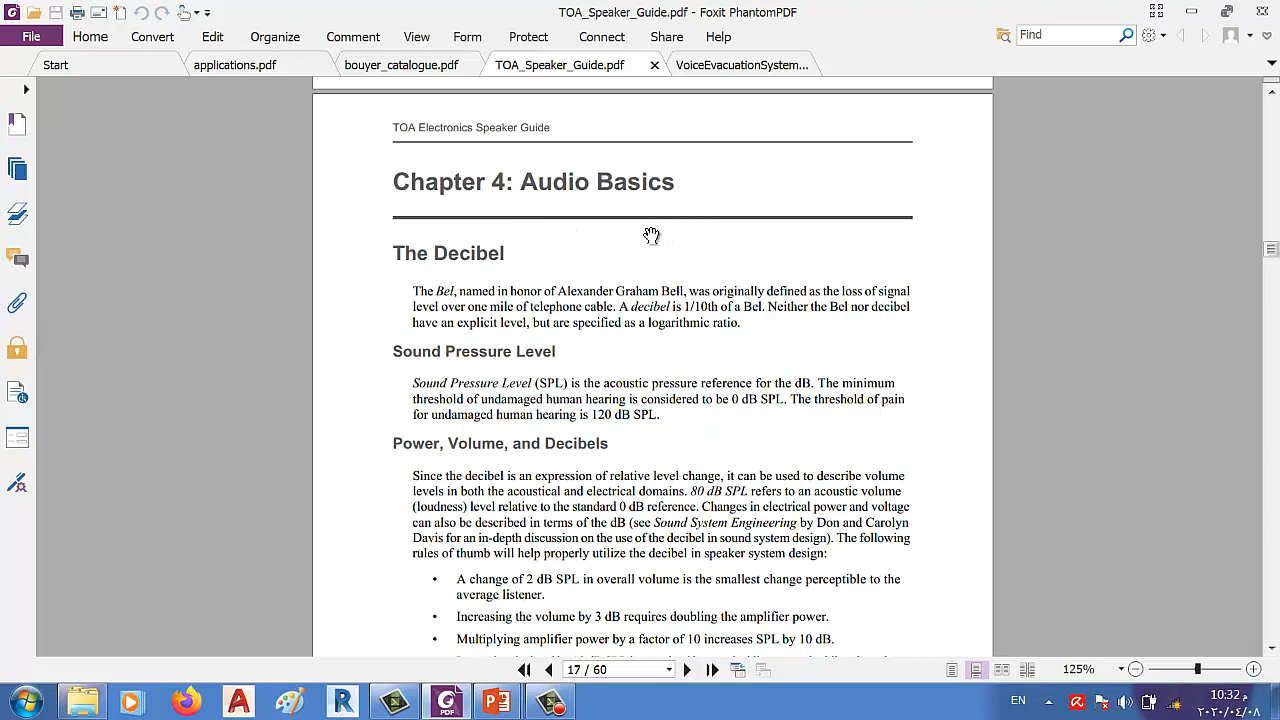 TOA_Speaker_Guide.pdf - Foxit PhantomPDF
File Home Convert Edit Organize Comment View Form Protect Connect Share Help Find
Start applications.pdf bouyer_catalogue.pdf TOA_Speaker_Guide.pdf VoiceEvacuationSystem...
TOA Electronics Speaker Guide
Chapter 4: Audio Basics
The Decibel
The Bel, named in honor of Alexander Graham Bell, was originally defined as the loss of signal
level over one mile of telephone cable. A decibel is 1/10th of a Bel. Neither the Bel nor decibel
have an explicit level, but are specified as a logarithmic ratio.
Sound Pressure Level
Sound Pressure Level (SPL) is the acoustic pressure reference for the dB. The minimum
threshold of undamaged human hearing is considered to be 0 dB SPL. The threshold of pain
for undamaged human hearing is 120 dB SPL.
Power, Volume, and Decibels
Since the decibel is an expression of relative level change, it can be used to describe volume
levels in both the acoustical and electrical domains. 80 dB SPL refers to an acoustic volume
(loudness) level relative to the standard 0 dB reference. Changes in electrical power and voltage
can also be described in terms of the dB (see Sound System Engineering by Don and Carolyn
Davis for an in-depth discussion on the use of the decibel in sound system design). The following
rules of thumb will help properly utilize the decibel in speaker system design:
• A change of 2 dB SPL in overall volume is the smallest change perceptible to the
average listener.
• Increasing the volume by 3 dB requires doubling the amplifier power.
• Multiplying amplifier power by a factor of 10 increases SPL by 10 dB.
17 / 60 125%
EN 10:32 م
٢٠٢٠/٠٤/٠٨